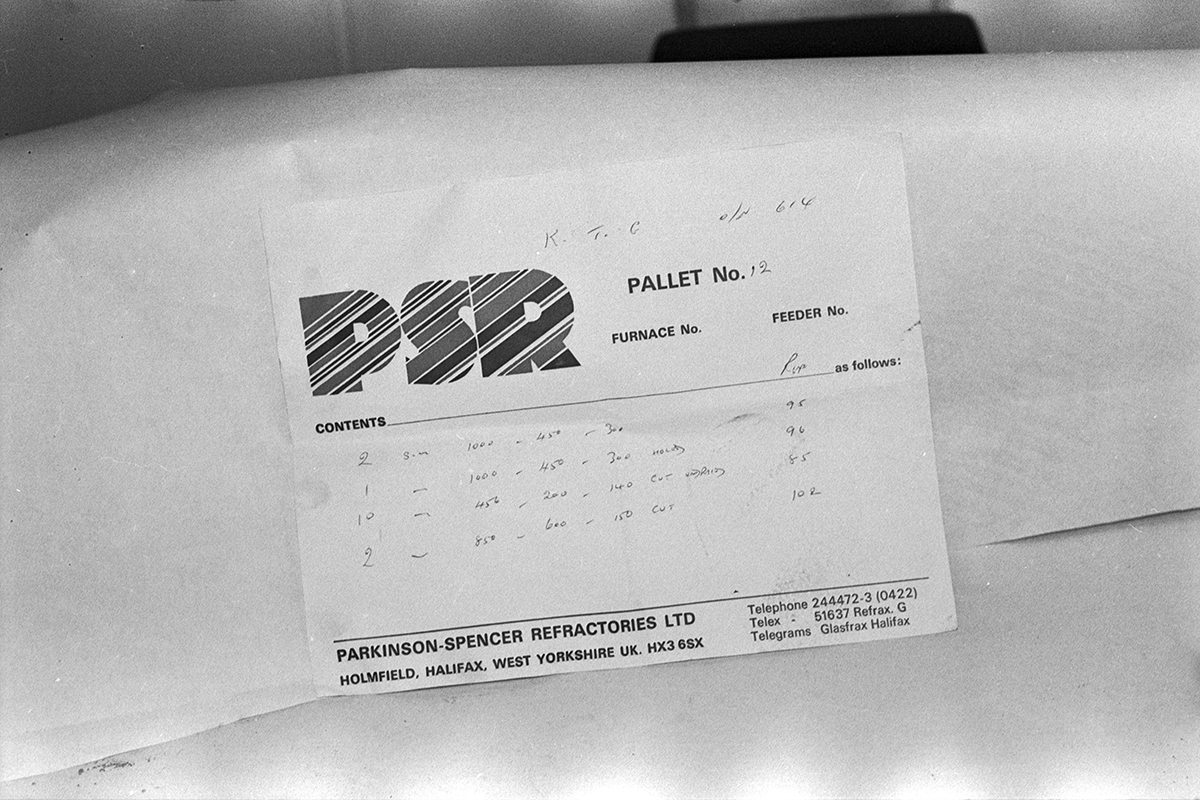 K. T. G O/N 614
PSR
PALLET No. 12
FURNACE No. FEEDER No.
CONTENTS as follows:
2 1000 - 450 - 300 95
1 - 1000 - 450 - 300 HOLED 96
10 - 450 - 200 - 140 CUT 85
2 - 850 - 600 - 150 CUT 102
PARKINSON-SPENCER REFRACTORIES LTD
HOLMFIELD, HALIFAX, WEST YORKSHIRE UK. HX3 6SX
Telephone 244472-3 (0422)
Telex - 51637 Refrax. G
Telegrams Glasfrax Halifax